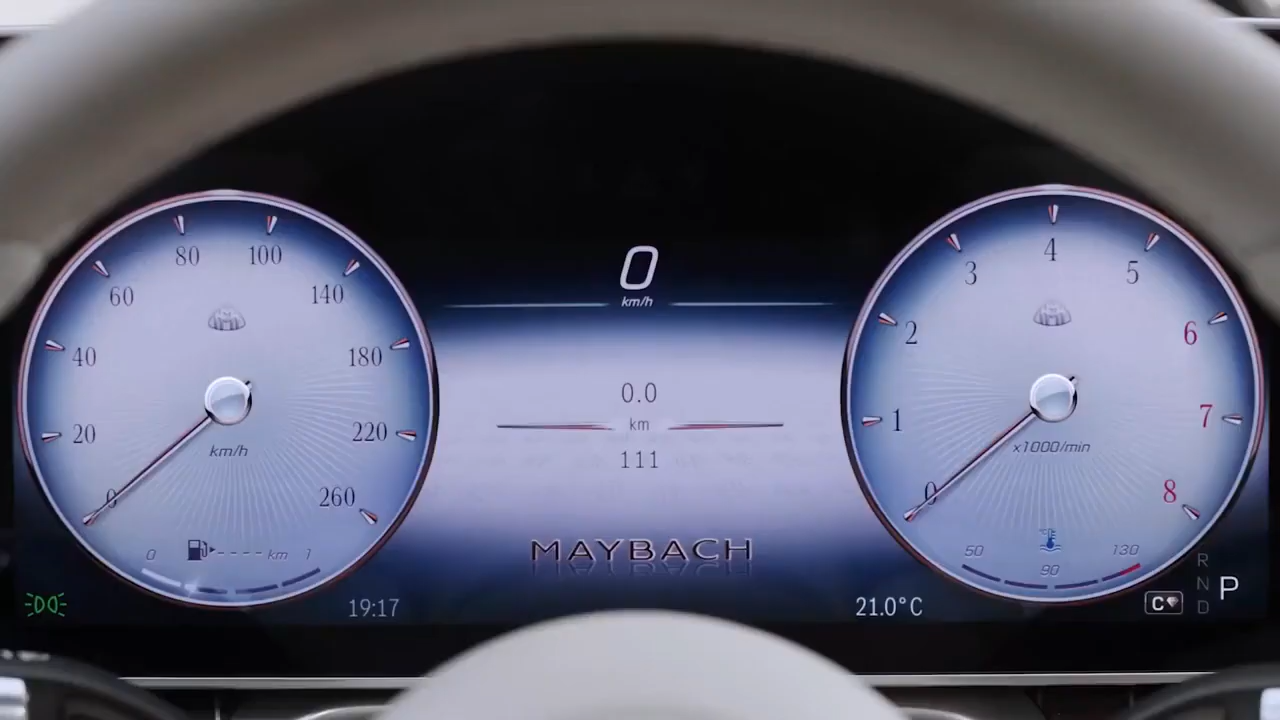 80 100
60 140
40 180
20 220
0 260
km/h
0 ---- km 1
19:17
0
km/h
0.0
km
111
MAYBACH
4
3 5
2 6
1 7
0 8
x1000/min
50 130
90
21.0°C
C
R
N
D
P